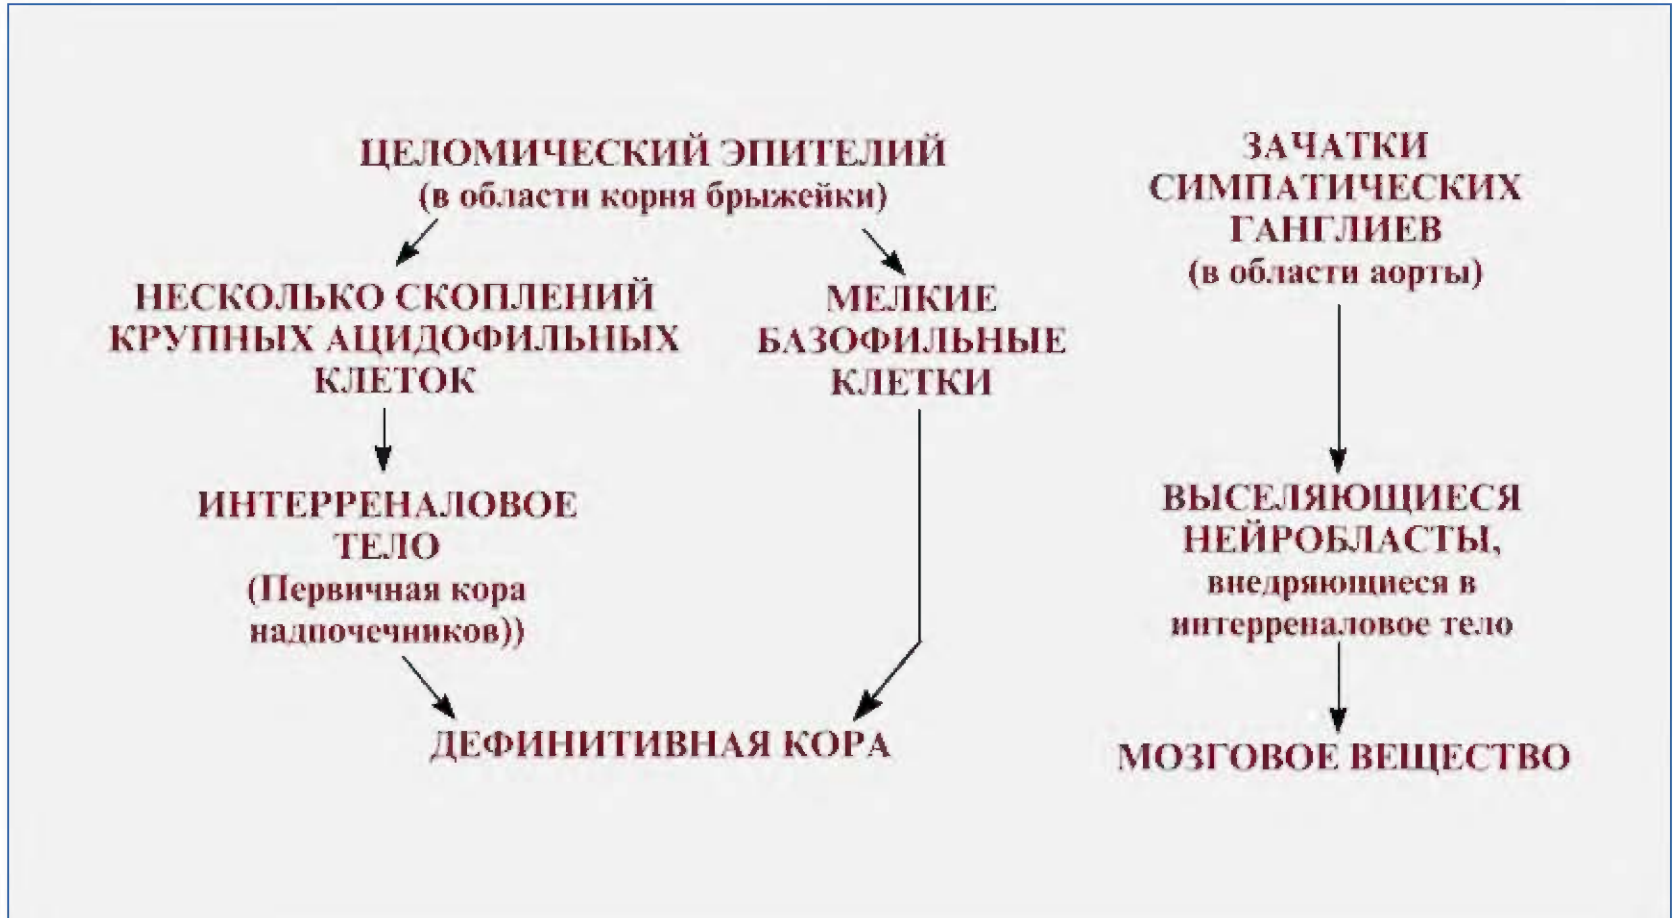 ЦЕЛОМИЧЕСКИЙ ЭПИТЕЛИЙ
(в области корня брыжейки)
НЕСКОЛЬКО СКОПЛЕНИЙ
КРУПНЫХ АЦИДОФИЛЬНЫХ
КЛЕТОК
МЕЛКИЕ
БАЗОФИЛЬНЫЕ
КЛЕТКИ
ИНТЕРРЕНАЛОВОЕ
ТЕЛО
(Первичная кора
надпочечников))
ДЕФИНИТИВНАЯ КОРА
ЗАЧАТКИ
СИМПАТИЧЕСКИХ
ГАНГЛИЕВ
(в области аорты)
ВЫСЕЛЯЮЩИЕСЯ
НЕЙРОБЛАСТЫ,
внедряющиеся в
интерреналовое тело
МОЗГОВОЕ ВЕЩЕСТВО